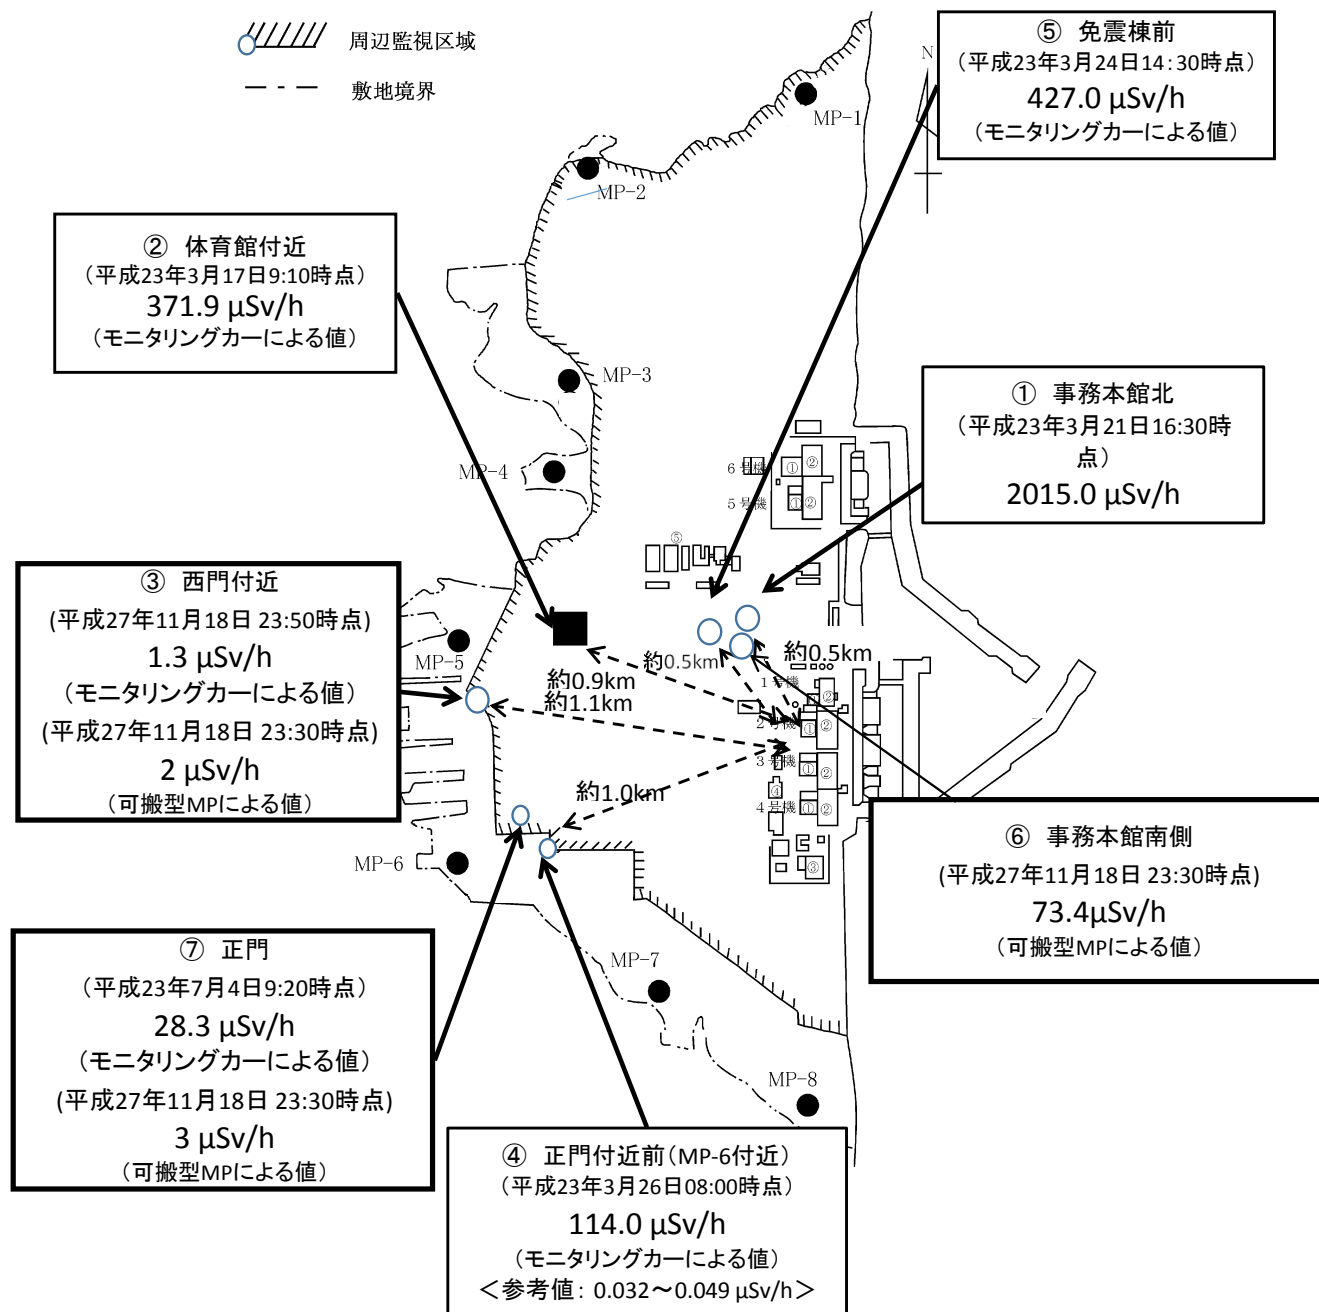 周辺監視区域
敷地境界
⑤ 免震棟前
（平成23年3月24日14：30時点）
427.0 μSv/h
（モニタリングカーによる値）
N
MP-1
MP-2
② 体育館付近
（平成23年3月17日9:10時点）
371.9 μSv/h
（モニタリングカーによる値）
MP-3
① 事務本館北
（平成23年3月21日16:30時
点）
2015.0 μSv/h
MP-4
6号機
①
②
5号機
①
②
⑤
③ 西門付近
(平成27年11月18日 23:50時点)
1.3 μSv/h
（モニタリングカーによる値）
(平成27年11月18日 23:30時点)
2 μSv/h
（可搬型MPによる値）
MP-5
約0.5km
約0.5km
約0.9km
約1.1km
1号機
②
2号機
①
②
3号機
①
②
約1.0km
④
4号機
①
②
③
MP-6
⑥ 事務本館南側
(平成27年11月18日 23:30時点)
73.4μSv/h
（可搬型MPによる値）
⑦ 正門
（平成23年7月4日9:20時点）
28.3 μSv/h
（モニタリングカーによる値）
(平成27年11月18日 23:30時点)
3 μSv/h
（可搬型MPによる値）
MP-7
MP-8
④ 正門付近前（MP-6付近）
（平成23年3月26日08:00時点）
114.0 μSv/h
（モニタリングカーによる値）
＜参考値： 0.032～0.049 μSv/h＞